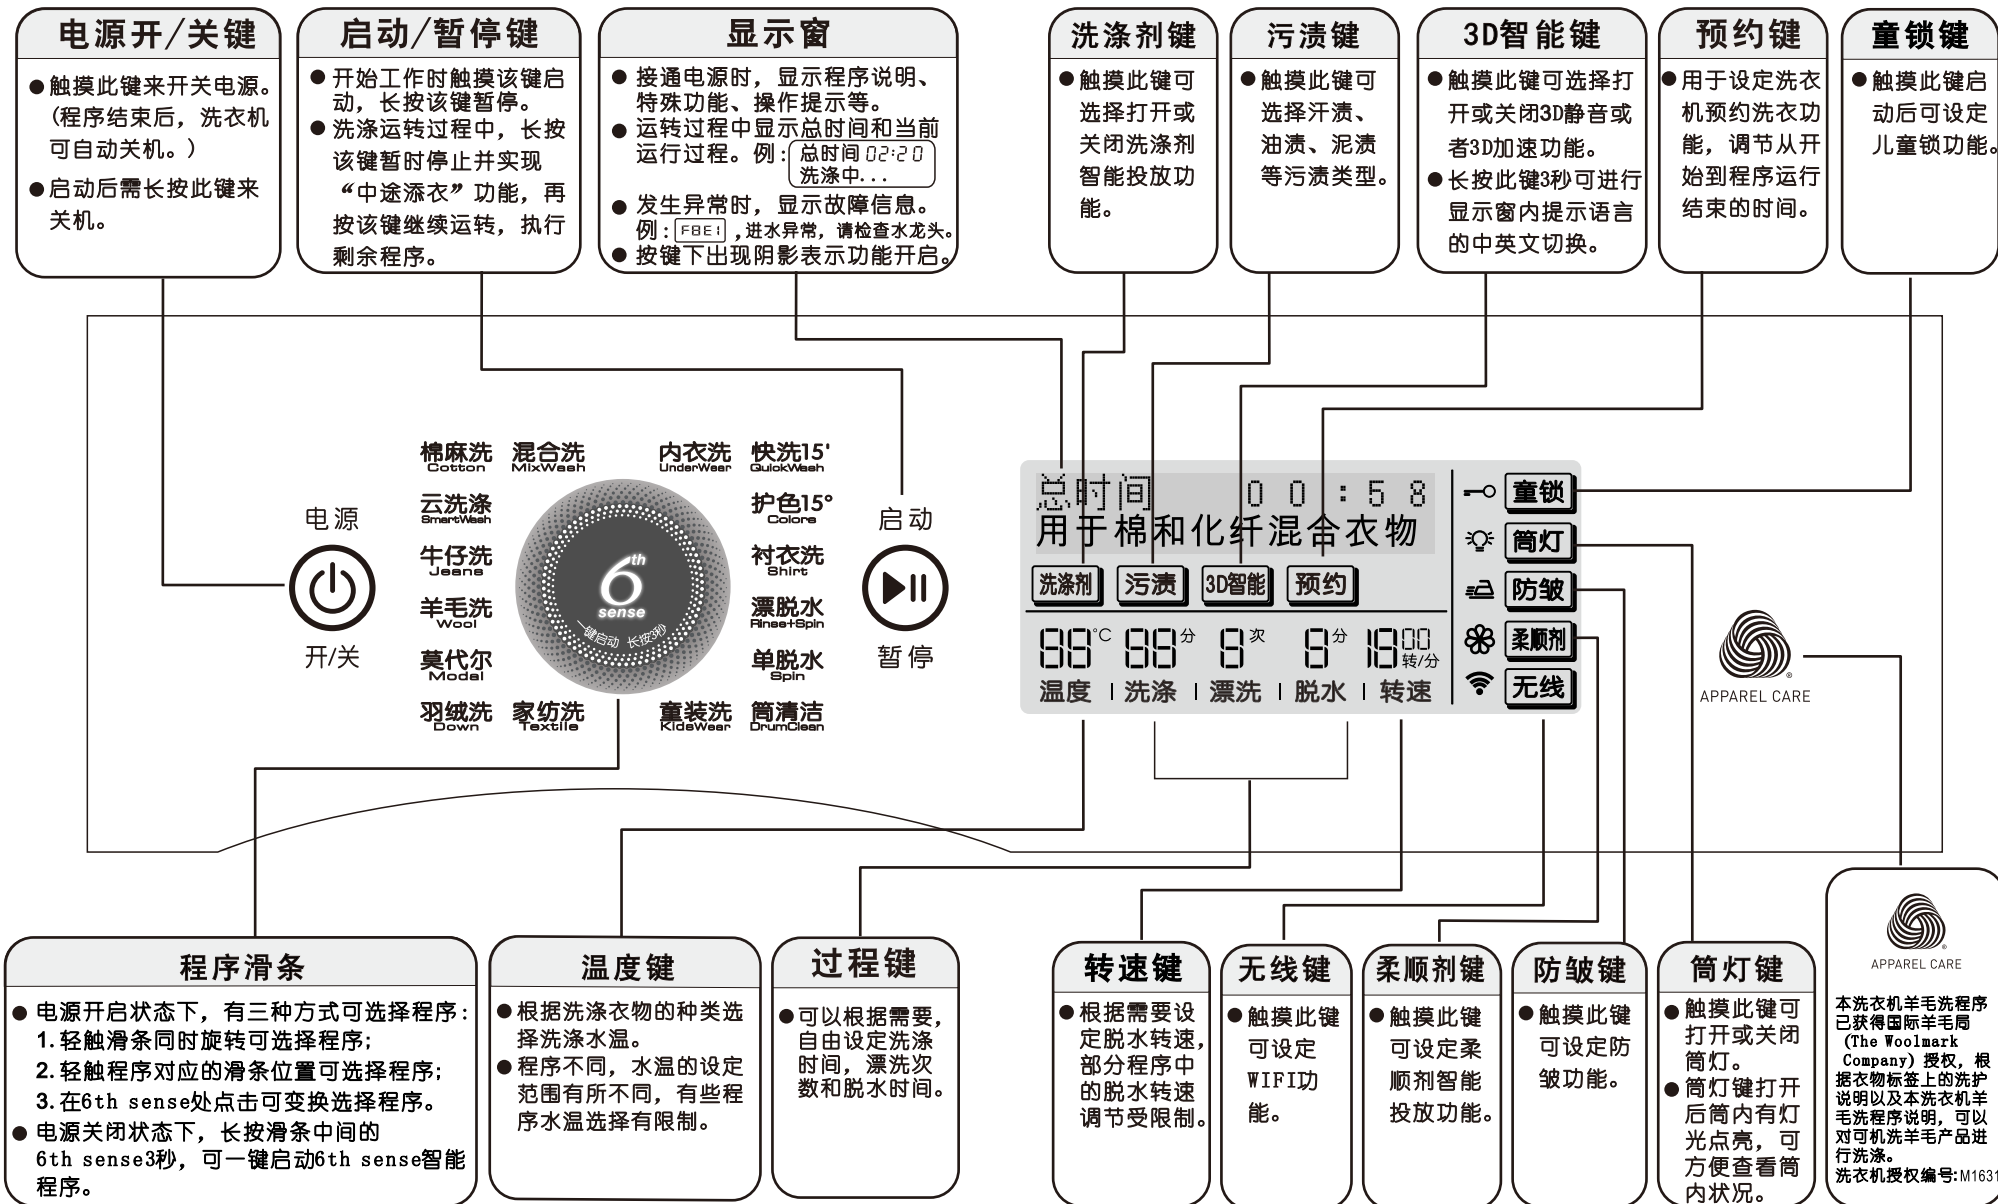 电源开/关键
●触摸此键来开关电源。
(程序结束后，洗衣机
可自动关机。)
●启动后需长按此键来
关机。
启动/暂停键
●开始工作时触摸该键启
动，长按该键暂停。
●洗涤运转过程中，长按
该键暂时停止并实现
“中途添衣”功能，再
按该键继续运转，执行
剩余程序。
显示窗
●接通电源时，显示程序说明、
特殊功能、操作提示等。
●运转过程中显示总时间和当前
运行过程。例：总时间 02:20
洗涤中...
●发生异常时，显示故障信息。
例：F8E1，进水异常，请检查水龙头。
●按键下出现阴影表示功能开启。
洗涤剂键
●触摸此键可
选择打开或
关闭洗涤剂
智能投放功
能。
污渍键
●触摸此键可
选择汗渍、
油渍、泥渍
等污渍类型。
3D智能键
●触摸此键可选择打
开或关闭3D静音或
者3D加速功能。
●长按此键3秒可进行
显示窗内提示语言
的中英文切换。
预约键
●用于设定洗衣
机预约洗衣功
能，调节从开
始到程序运行
结束的时间。
童锁键
●触摸此键启
动后可设定
儿童锁功能。
电源
开/关
棉麻洗
Cotton
混合洗
MixWash
内衣洗
UnderWear
快洗15'
QuickWash
云洗涤
SmartWash
护色15°
Colors
牛仔洗
Jeans
衬衣洗
Shirt
羊毛洗
Wool
漂脱水
Rinse+Spin
莫代尔
Modal
单脱水
Spin
羽绒洗
Down
家纺洗
Textile
童装洗
KidsWear
筒清洁
DrumClean
6th
sense
一键启动 长按3秒
启动
暂停
总时间 00:58
用于棉和化纤混合衣物
洗涤剂 污渍 3D智能 预约
88℃ 88分 8次 8分 1800转/分
温度 | 洗涤 | 漂洗 | 脱水 | 转速
童锁
筒灯
防皱
柔顺剂
无线
APPAREL CARE
程序滑条
●电源开启状态下，有三种方式可选择程序：
1.轻触滑条同时旋转可选择程序；
2.轻触程序对应的滑条位置可选择程序；
3.在6th sense处点击可变换选择程序。
●电源关闭状态下，长按滑条中间的
6th sense3秒，可一键启动6th sense智能
程序。
温度键
●根据洗涤衣物的种类选
择洗涤水温。
●程序不同，水温的设定
范围有所不同，有些程
序水温选择有限制。
过程键
●可以根据需要，
自由设定洗涤
时间，漂洗次
数和脱水时间。
转速键
●根据需要设
定脱水转速，
部分程序中
的脱水转速
调节受限制。
无线键
●触摸此键
可设定
WIFI功
能。
柔顺剂键
●触摸此键
可设定柔
顺剂智能
投放功能。
防皱键
●触摸此键
可设定防
皱功能。
筒灯键
●触摸此键可
打开或关闭
筒灯。
●筒灯键打开
后筒内有灯
光点亮，可
方便查看筒
内状况。
APPAREL CARE
本洗衣机羊毛洗程序
已获得国际羊毛局
(The Woolmark
Company) 授权，根
据衣物标签上的洗护
说明以及本洗衣机羊
毛洗程序说明，可以
对可机洗羊毛产品进
行洗涤。
洗衣机授权编号:M1631